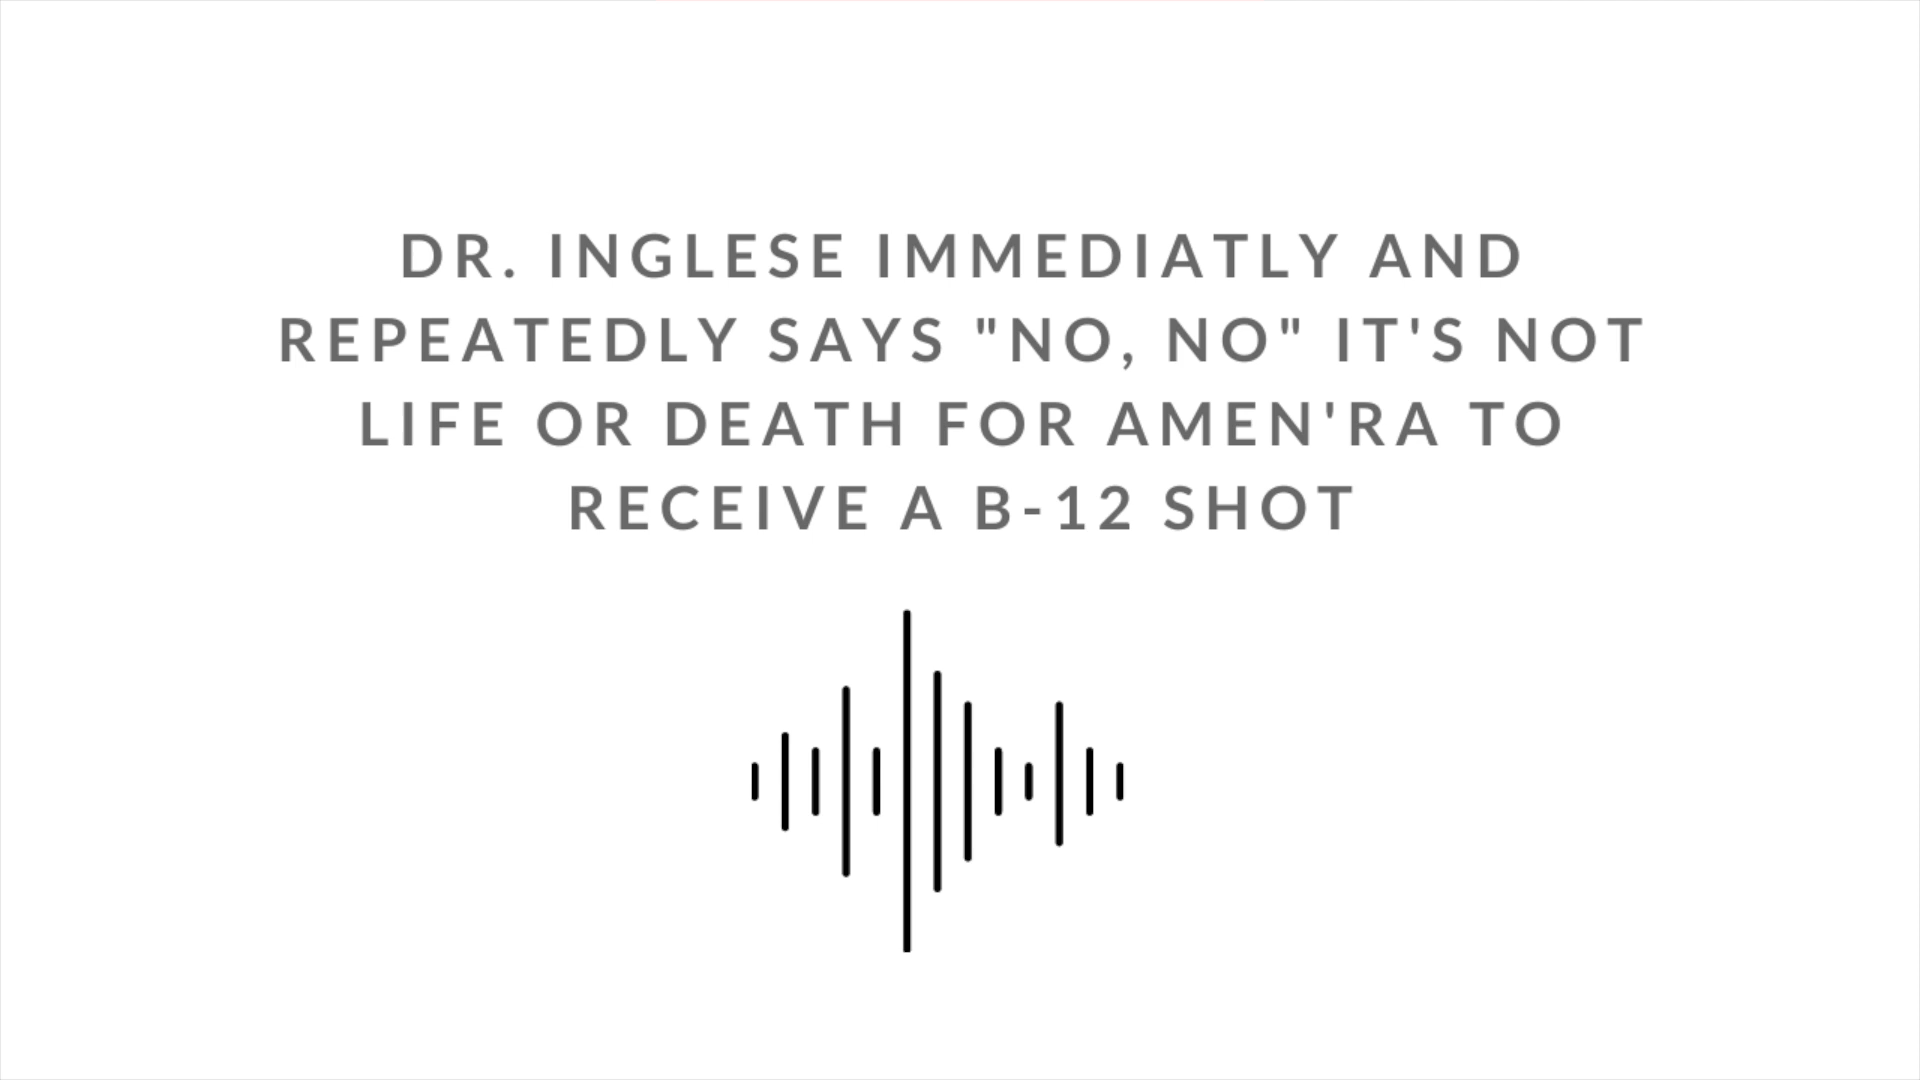 DR. INGLESE IMMEDIATLY AND
REPEATEDLY SAYS "NO, NO" IT'S NOT
LIFE OR DEATH FOR AMEN'RA TO
RECEIVE A B-12 SHOT